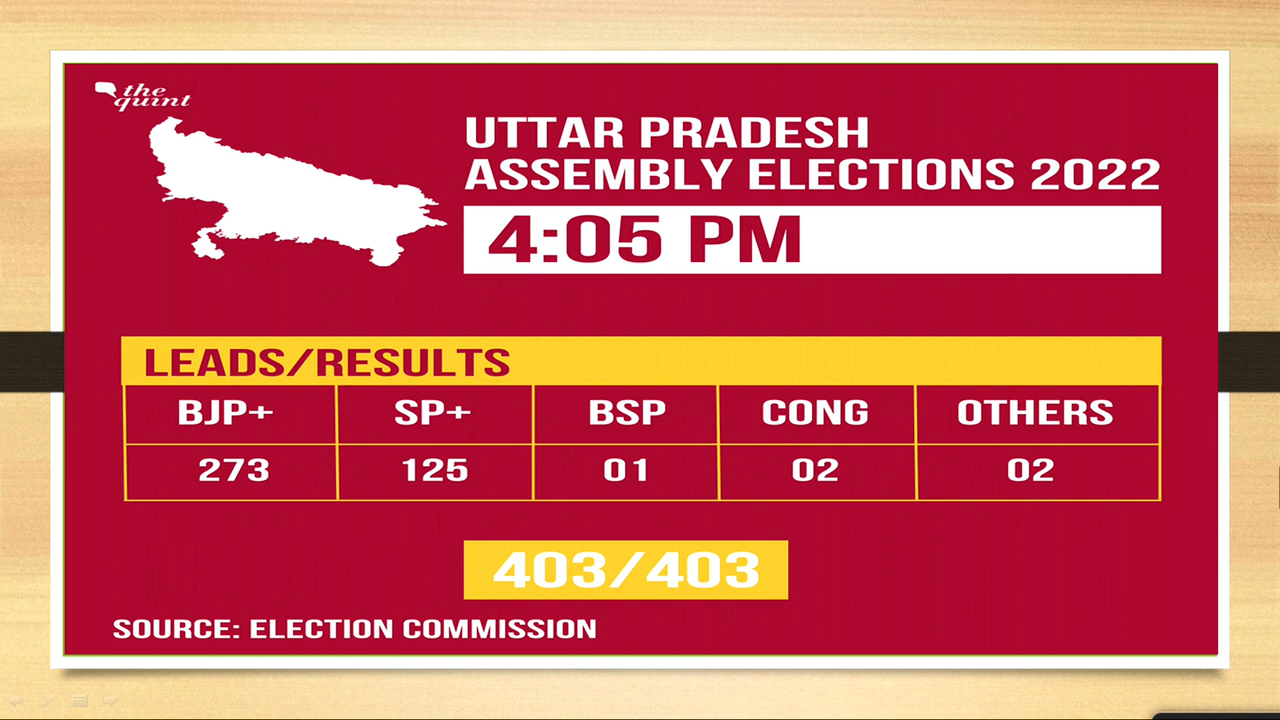 the
quint
UTTAR PRADESH
ASSEMBLY ELECTIONS 2022
4:05 PM
LEADS/RESULTS
BJP+ SP+ BSP CONG OTHERS
273 125 01 02 02
403/403
SOURCE: ELECTION COMMISSION